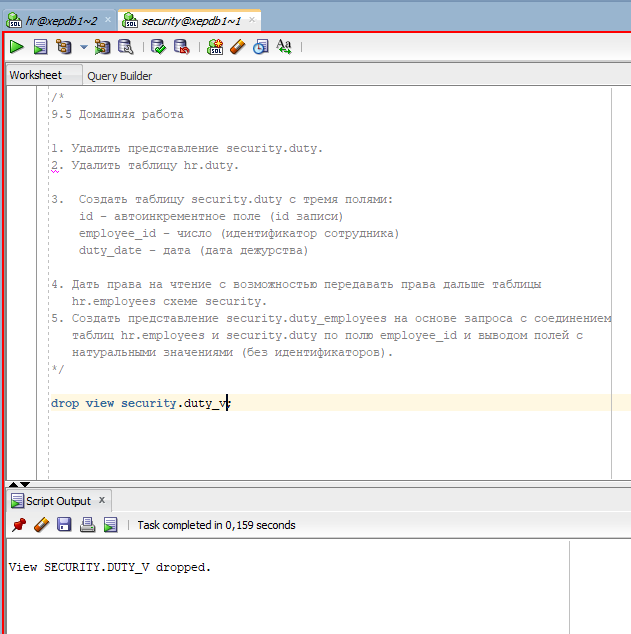 hr@xepdb1~2
security@xepdb1~1
SQL
Aa
Worksheet
Query Builder
/*
9.5 Домашняя работа
1. Удалить представление security.duty.
2. Удалить таблицу hr.duty.
3.  Создать таблицу security.duty с тремя полями:
id - автоинкрементное поле (id записи)
employee_id - число (идентификатор сотрудника)
duty_date - дата (дата дежурства)
4. Дать права на чтение с возможностью передавать права дальше таблицы
hr.employees схеме security.
5. Создать представление security.duty_employees на основе запроса с соединением
таблиц hr.employees и security.duty по полю employee_id и выводом полей с
натуральными значениями (без идентификаторов).
*/
drop view security.duty_v;
Script Output
Task completed in 0,159 seconds
View SECURITY.DUTY_V dropped.